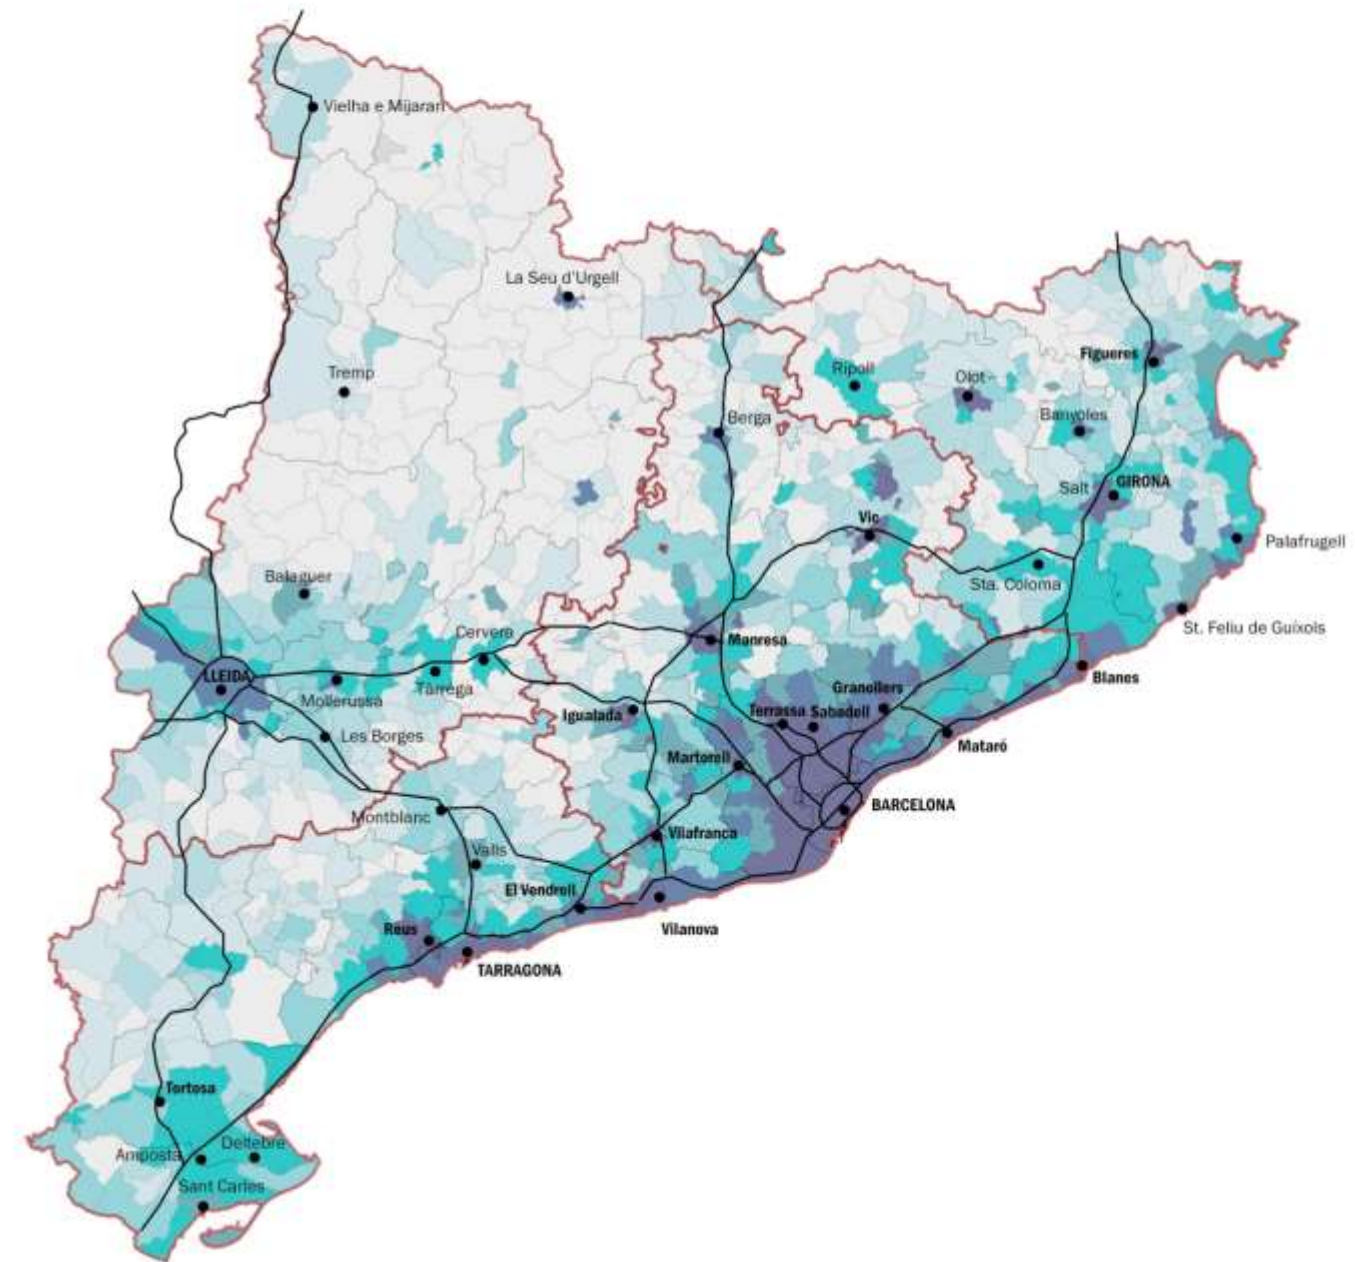 Vielha e Mijaran
La Seu d'Urgell
Tremp
Ripoll
Olot
Figueres
Banyoles
Berga
Salt
GIRONA
Vic
Palafrugell
Sta. Coloma
St. Feliu de Guíxols
Balaguer
Cervera
Manresa
Blanes
LLEIDA
Mollerussa
Tàrrega
Granollers
Igualada
Terrassa
Sabadell
Les Borges
Mataró
Martorell
BARCELONA
Montblanc
Vilafranca
Valls
El Vendrell
Vilanova
Reus
TARRAGONA
Tortosa
Amposta
Deltebre
Sant Carles